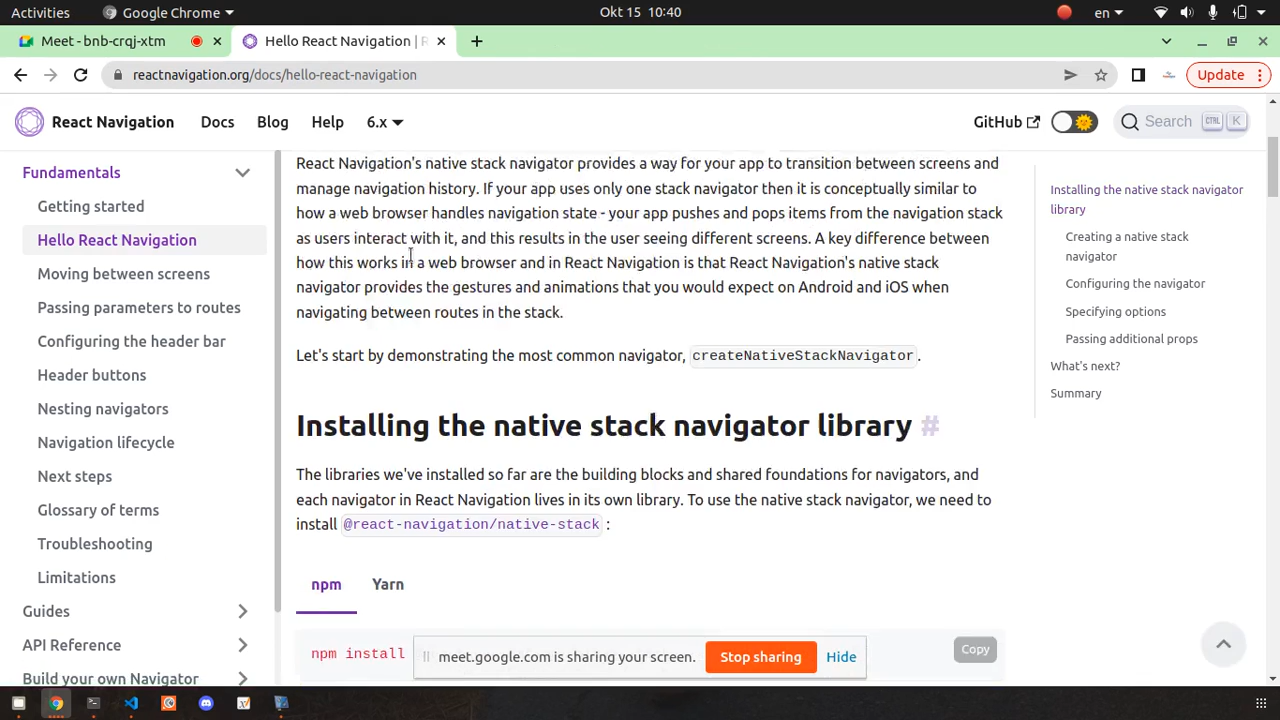 Activities
Google Chrome
Okt 15 10:40
en
Meet - bnb-crqj-xtm
Hello React Navigation | R
reactnavigation.org/docs/hello-react-navigation
Update
React Navigation
Docs
Blog
Help
6.x
GitHub
Search
CTRL
K
Fundamentals
Getting started
Hello React Navigation
Moving between screens
Passing parameters to routes
Configuring the header bar
Header buttons
Nesting navigators
Navigation lifecycle
Next steps
Glossary of terms
Troubleshooting
Limitations
Guides
API Reference
Build your own Navigator
React Navigation's native stack navigator provides a way for your app to transition between screens and
manage navigation history. If your app uses only one stack navigator then it is conceptually similar to
how a web browser handles navigation state - your app pushes and pops items from the navigation stack
as users interact with it, and this results in the user seeing different screens. A key difference between
how this works in a web browser and in React Navigation is that React Navigation's native stack
navigator provides the gestures and animations that you would expect on Android and iOS when
navigating between routes in the stack.
Let's start by demonstrating the most common navigator, createNativeStackNavigator.
Installing the native stack navigator library #
The libraries we've installed so far are the building blocks and shared foundations for navigators, and
each navigator in React Navigation lives in its own library. To use the native stack navigator, we need to
install @react-navigation/native-stack :
npm
Yarn
npm install
Copy
meet.google.com is sharing your screen.
Stop sharing
Hide
Installing the native stack navigator
library
Creating a native stack
navigator
Configuring the navigator
Specifying options
Passing additional props
What's next?
Summary